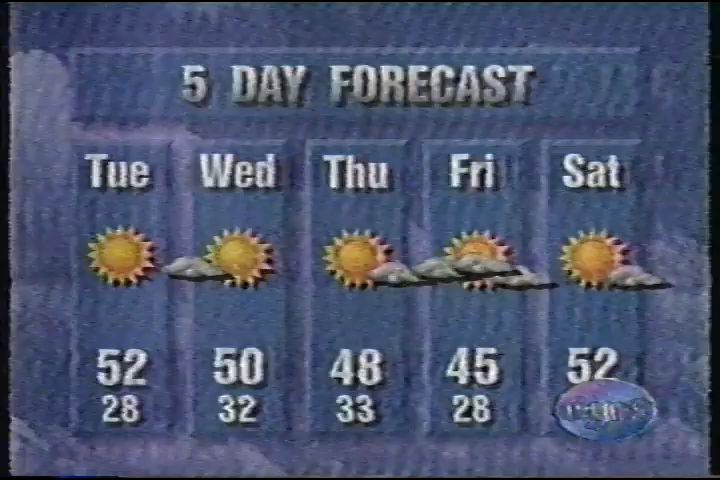 5 DAY FORECAST
Tue Wed Thu Fri Sat
52 50 48 45 52
28 32 33 28